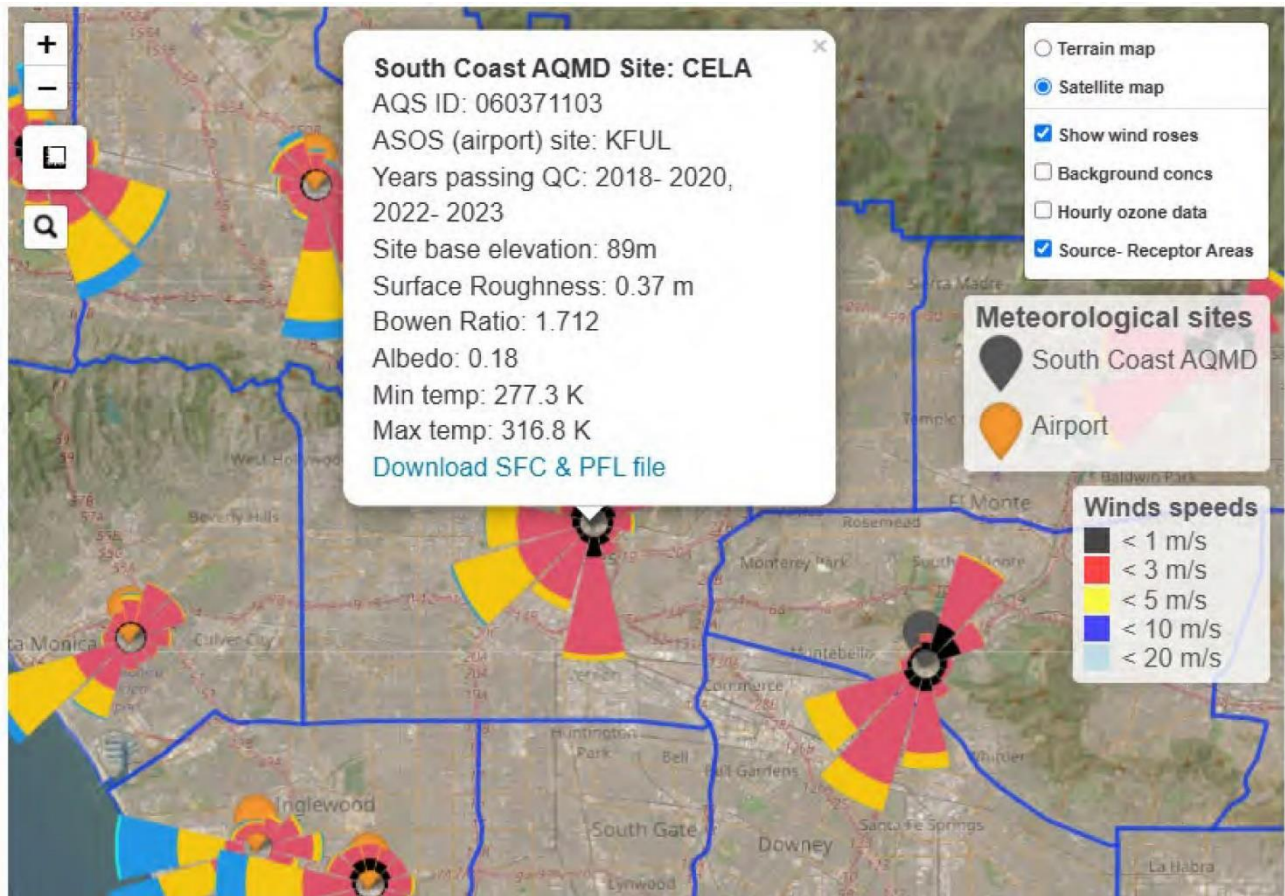 +
−
South Coast AQMD Site: CELA
AQS ID: 060371103
ASOS (airport) site: KFUL
Years passing QC: 2018- 2020,
2022- 2023
Site base elevation: 89m
Surface Roughness: 0.37 m
Bowen Ratio: 1.712
Albedo: 0.18
Min temp: 277.3 K
Max temp: 316.8 K
Download SFC & PFL file
×
Terrain map
Satellite map
Show wind roses
Background concs
Hourly ozone data
Source- Receptor Areas
Meteorological sites
South Coast AQMD
Airport
Winds speeds
< 1 m/s
< 3 m/s
< 5 m/s
< 10 m/s
< 20 m/s
Sierra Madre
Temple
Baldwin Park
El Monte
Rosemead
Monterey Park
West Hollywood
Beverly Hills
Culver City
Montebello
Commerce
Vernon
Huntington
Park
Bell
Bell Gardens
Whittier
Inglewood
South Gate
Downey
Santa Fe Springs
Lynwood
La Habra